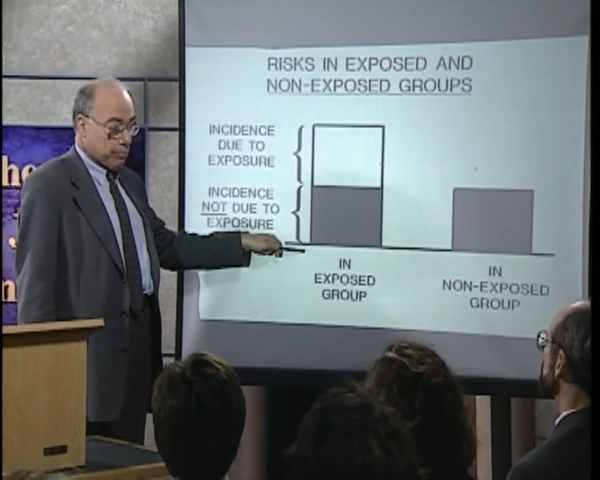 RISKS IN EXPOSED AND
NON-EXPOSED GROUPS
INCIDENCE
DUE TO
EXPOSURE
INCIDENCE
NOT DUE TO
EXPOSURE
IN
EXPOSED
GROUP
IN
NON-EXPOSED
GROUP